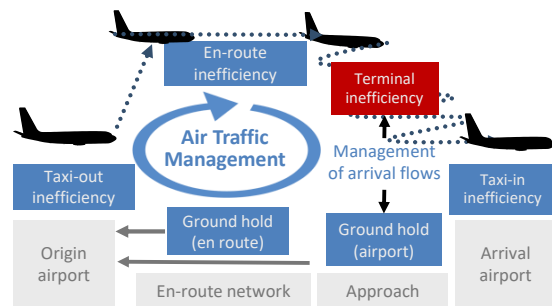 En-route
inefficiency
Terminal
inefficiency
Air Traffic
Management
Management
of arrival flows
Taxi-out
inefficiency
Taxi-in
inefficiency
Ground hold
(en route)
Ground hold
(airport)
Origin
airport
Arrival
airport
En-route network
Approach